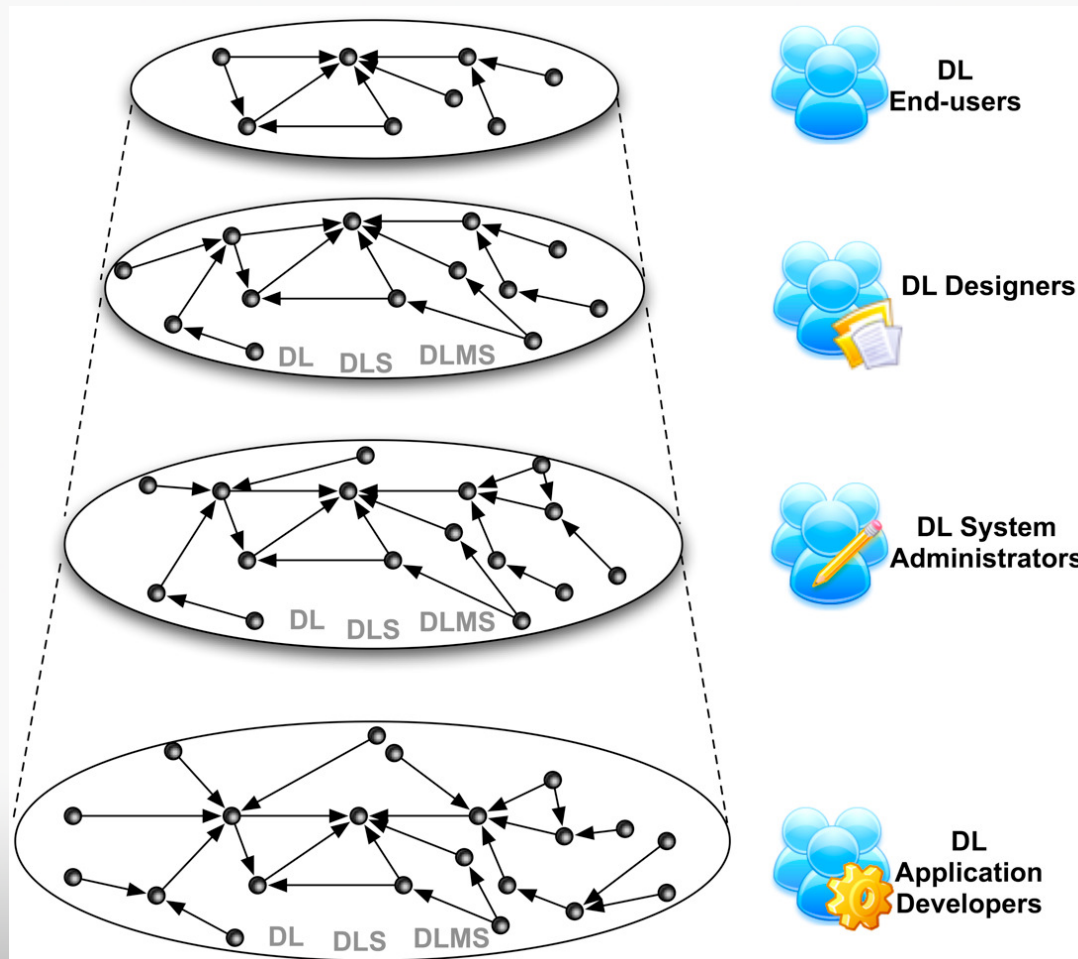 DL
End-users
DL Designers
DL DLS DLMS
DL System
Administrators
DL DLS DLMS
DL
Application
Developers
DL DLS DLMS